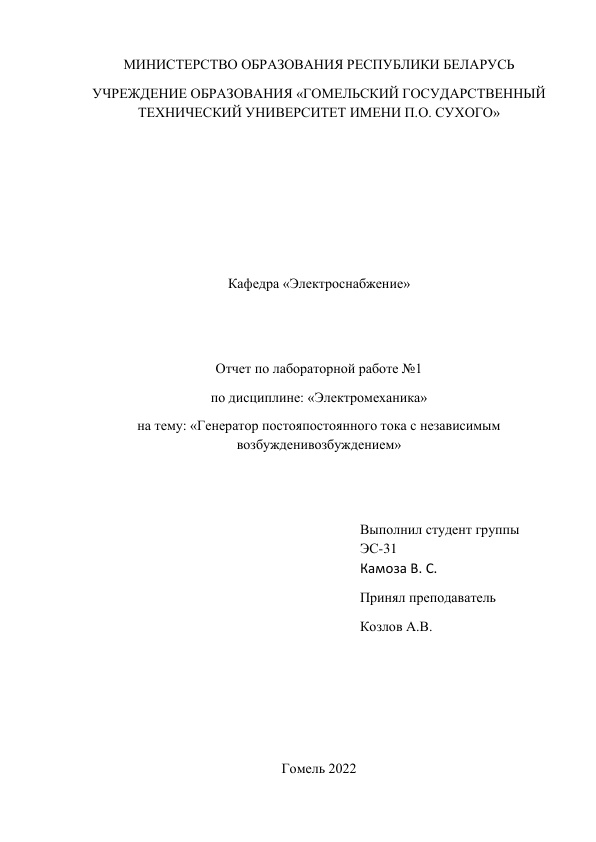 МИНИСТЕРСТВО ОБРАЗОВАНИЯ РЕСПУБЛИКИ БЕЛАРУСЬ
УЧРЕЖДЕНИЕ ОБРАЗОВАНИЯ «ГОМЕЛЬСКИЙ ГОСУДАРСТВЕННЫЙ
ТЕХНИЧЕСКИЙ УНИВЕРСИТЕТ ИМЕНИ П.О. СУХОГО»
Кафедра «Электроснабжение»
Отчет по лабораторной работе №1
по дисциплине: «Электромеханика»
на тему: «Генератор постояпостоянного тока с независимым
возбужденивозбуждением»
Выполнил студент группы
ЭС-31
Камоза В. С.
Принял преподаватель
Козлов А.В.
Гомель 2022